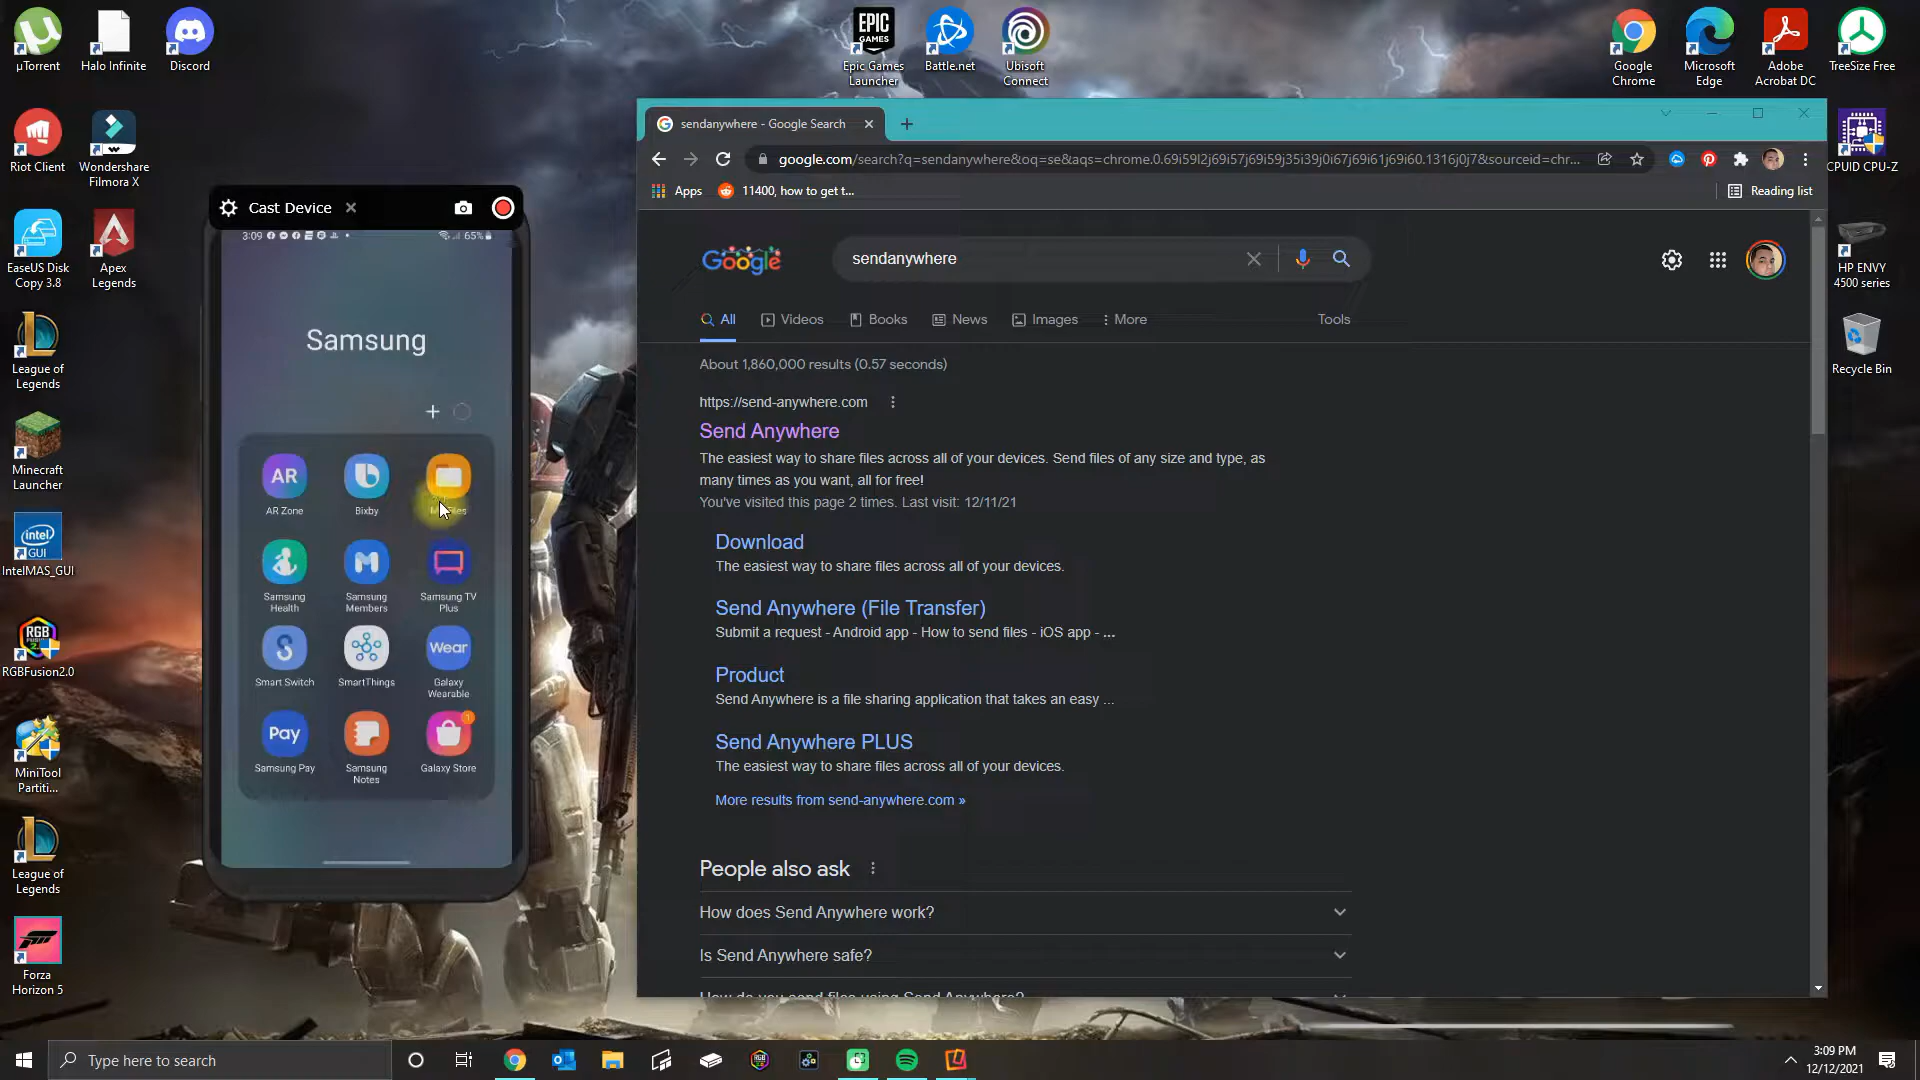 µTorrent
Halo Infinite
Discord
EPIC
GAMES
Epic Games
Launcher
Battle.net
Ubisoft
Connect
Google
Chrome
Microsoft
Edge
Adobe
Acrobat DC
TreeSize Free
Riot Client
Wondershare
Filmora X
EaseUS Disk
Copy 3.8
Apex
Legends
League of
Legends
Minecraft
Launcher
intel
GUI
IntelMAS_GUI
RGB
RGBFusion2.0
MiniTool
Partiti...
League of
Legends
Forza
Horizon 5
CPUID CPU-Z
HP ENVY
4500 series
Recycle Bin
Cast Device
3:09
65%
Samsung
AR
AR Zone
Bixby
Samsung
Health
Samsung
Members
Samsung TV
Plus
Smart Switch
SmartThings
Wear
Galaxy
Wearable
Pay
Samsung Pay
Samsung
Notes
1
Galaxy Store
sendanywhere - Google Search
google.com/search?q=sendanywhere&oq=se&aqs=chrome.0.69i59l2j69i57j69i59j35i39j0i67j69i61j69i60.1316j0j7&sourceid=chr...
Apps
11400, how to get t...
Reading list
Google
sendanywhere
All
Videos
Books
News
Images
More
Tools
About 1,860,000 results (0.57 seconds)
https://send-anywhere.com
Send Anywhere
The easiest way to share files across all of your devices. Send files of any size and type, as
many times as you want, all for free!
You've visited this page 2 times. Last visit: 12/11/21
Download
The easiest way to share files across all of your devices.
Send Anywhere (File Transfer)
Submit a request - Android app - How to send files - iOS app - ...
Product
Send Anywhere is a file sharing application that takes an easy ...
Send Anywhere PLUS
The easiest way to share files across all of your devices.
More results from send-anywhere.com »
People also ask
How does Send Anywhere work?
Is Send Anywhere safe?
How do you send files using Send Anywhere?
Type here to search
3:09 PM
12/12/2021